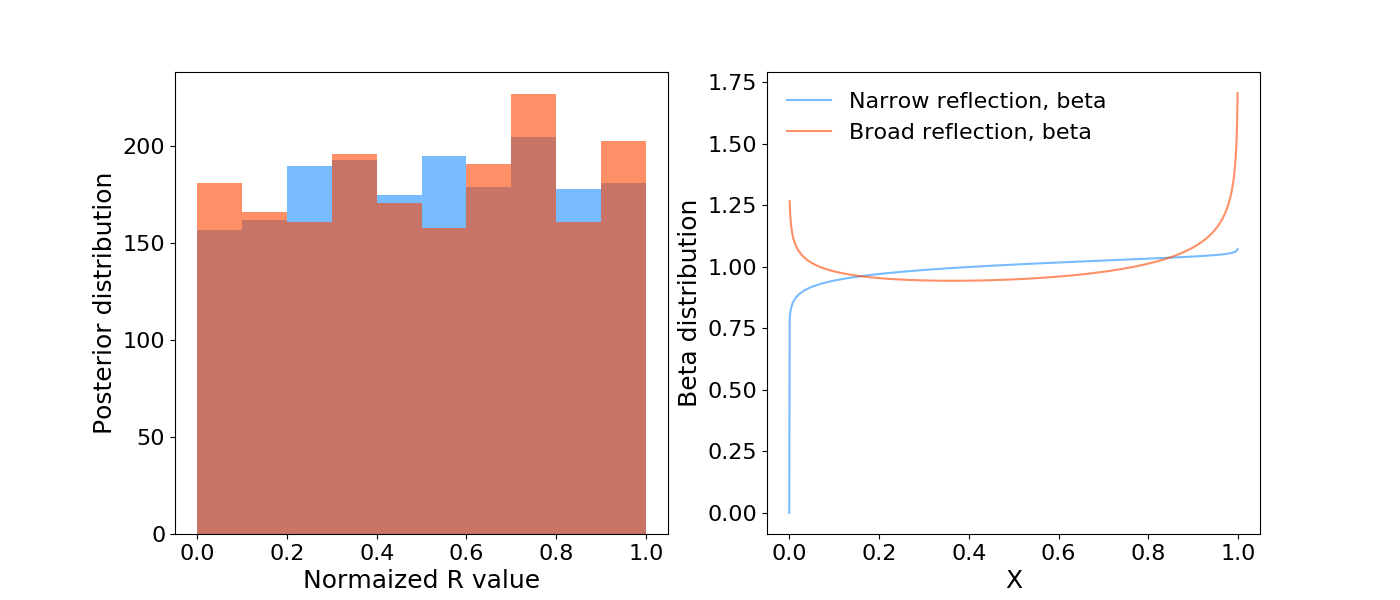 Posterior distribution
200
150
100
50
0
0.0 0.2 0.4 0.6 0.8 1.0
Normaized R value
Beta distribution
1.75
1.50
1.25
1.00
0.75
0.50
0.25
0.00
Narrow reflection, beta
Broad reflection, beta
0.0 0.2 0.4 0.6 0.8 1.0
X